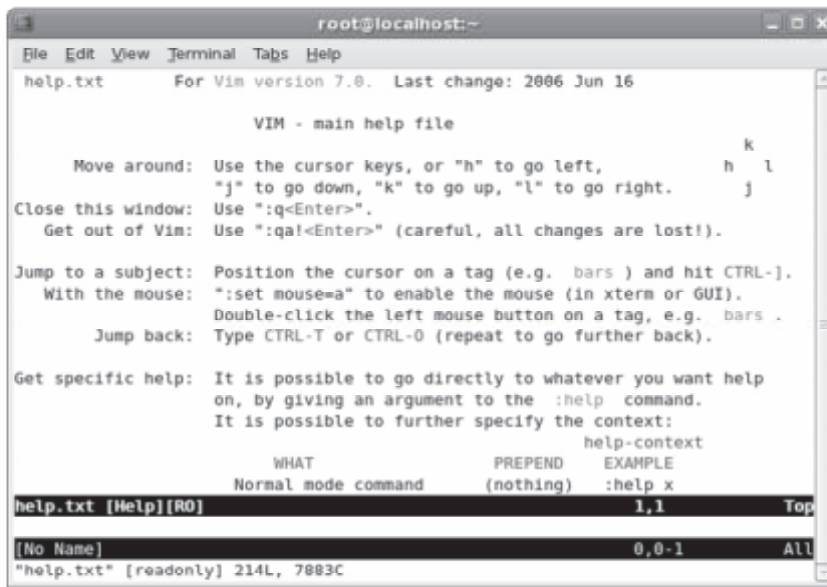 root@localhost:~
File Edit View Terminal Tabs Help
help.txt For Vim version 7.0. Last change: 2006 Jun 16
VIM - main help file
k
Move around: Use the cursor keys, or "h" to go left, h l
"j" to go down, "k" to go up, "l" to go right. j
Close this window: Use ":q<Enter>".
Get out of Vim: Use ":qa!<Enter>" (careful, all changes are lost!).
Jump to a subject: Position the cursor on a tag (e.g. bars ) and hit CTRL-].
With the mouse: ":set mouse=a" to enable the mouse (in xterm or GUI).
Double-click the left mouse button on a tag, e.g. bars .
Jump back: Type CTRL-T or CTRL-O (repeat to go further back).
Get specific help: It is possible to go directly to whatever you want help
on, by giving an argument to the :help command.
It is possible to further specify the context:
help-context
WHAT PREPEND EXAMPLE
Normal mode command (nothing) :help x
help.txt [Help][RO] 1,1 Top
[No Name] 0,0-1 All
"help.txt" [readonly] 214L, 7883C